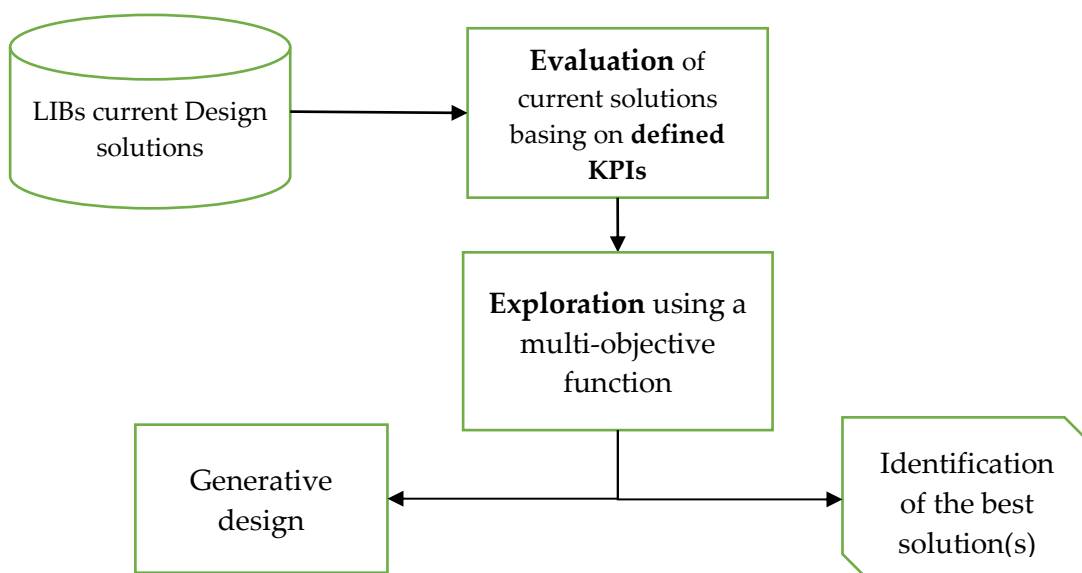 LIBs current Design
solutions
Evaluation of
current solutions
basing on defined
KPIs
Exploration using a
multi-objective
function
Generative
design
Identification
of the best
solution(s)